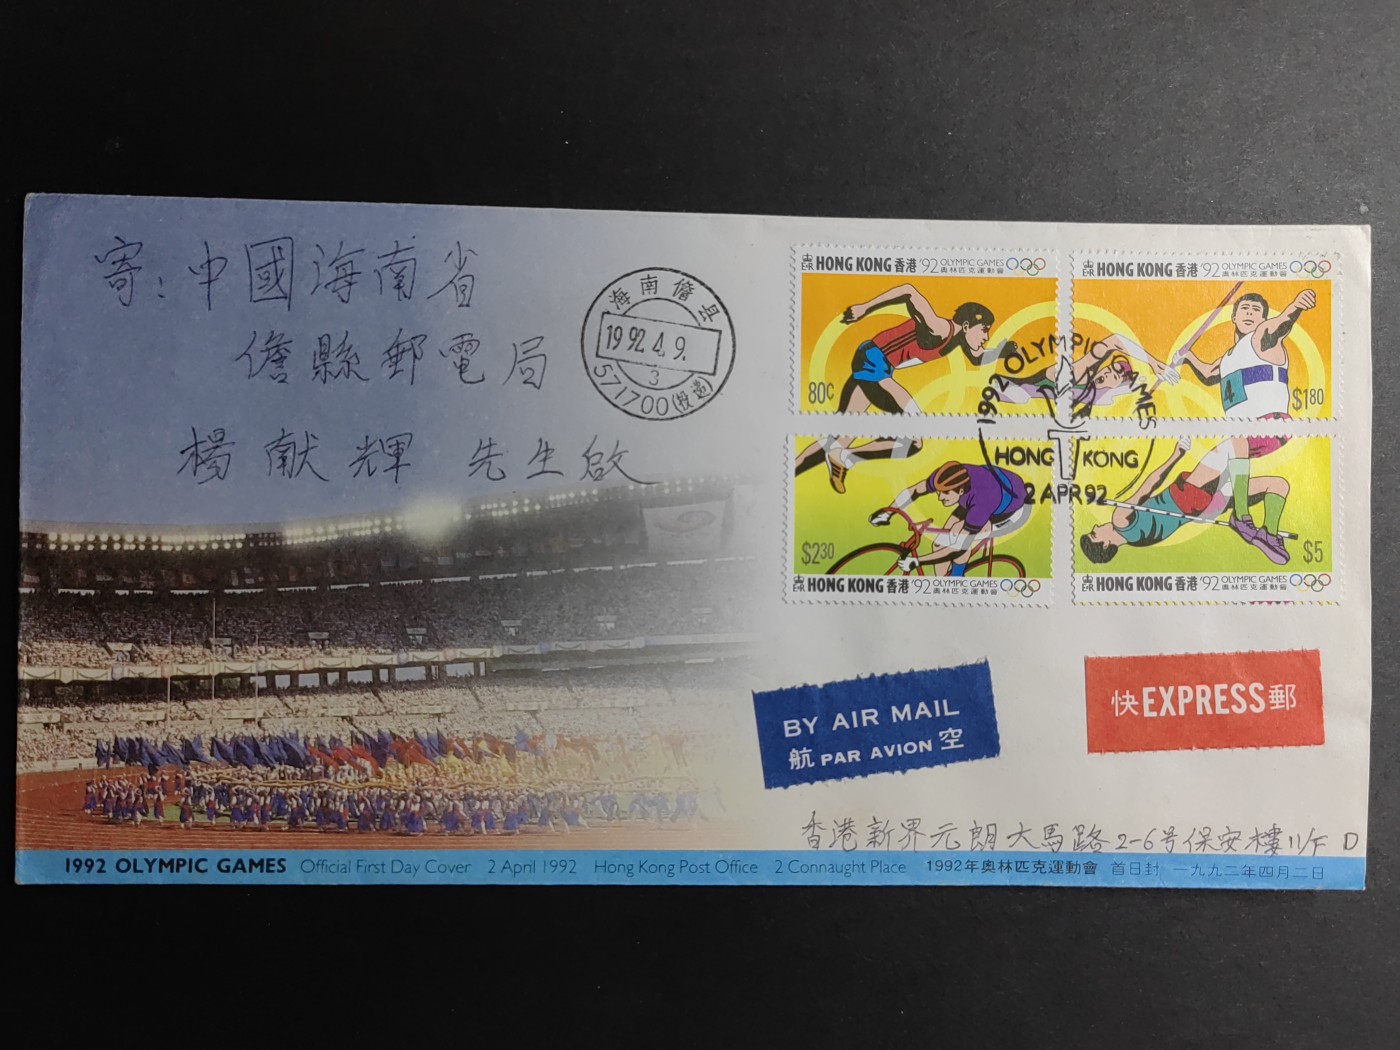 寄：中國海南省
儋縣郵電局
楊献輝 先生啟
海南儋县
1992.4.9.
3
571700(投遞)
HONG KONG 香港 '92 OLYMPIC GAMES 奧林匹克運動會
80¢
HONG KONG 香港 '92 OLYMPIC GAMES 奧林匹克運動會
$1.80
1992 OLYMPIC GAMES
HONG KONG
2 APR 92
$2.30
HONG KONG 香港 '92 OLYMPIC GAMES 奧林匹克運動會
$5
HONG KONG 香港 '92 OLYMPIC GAMES 奧林匹克運動會
BY AIR MAIL
航 PAR AVION 空
快 EXPRESS 郵
香港新界元朗大馬路2-6号保安樓11/F D
1992 OLYMPIC GAMES Official First Day Cover 2 April 1992 Hong Kong Post Office 2 Connaught Place 1992年奧林匹克運動會 首日封 一九九二年四月二日